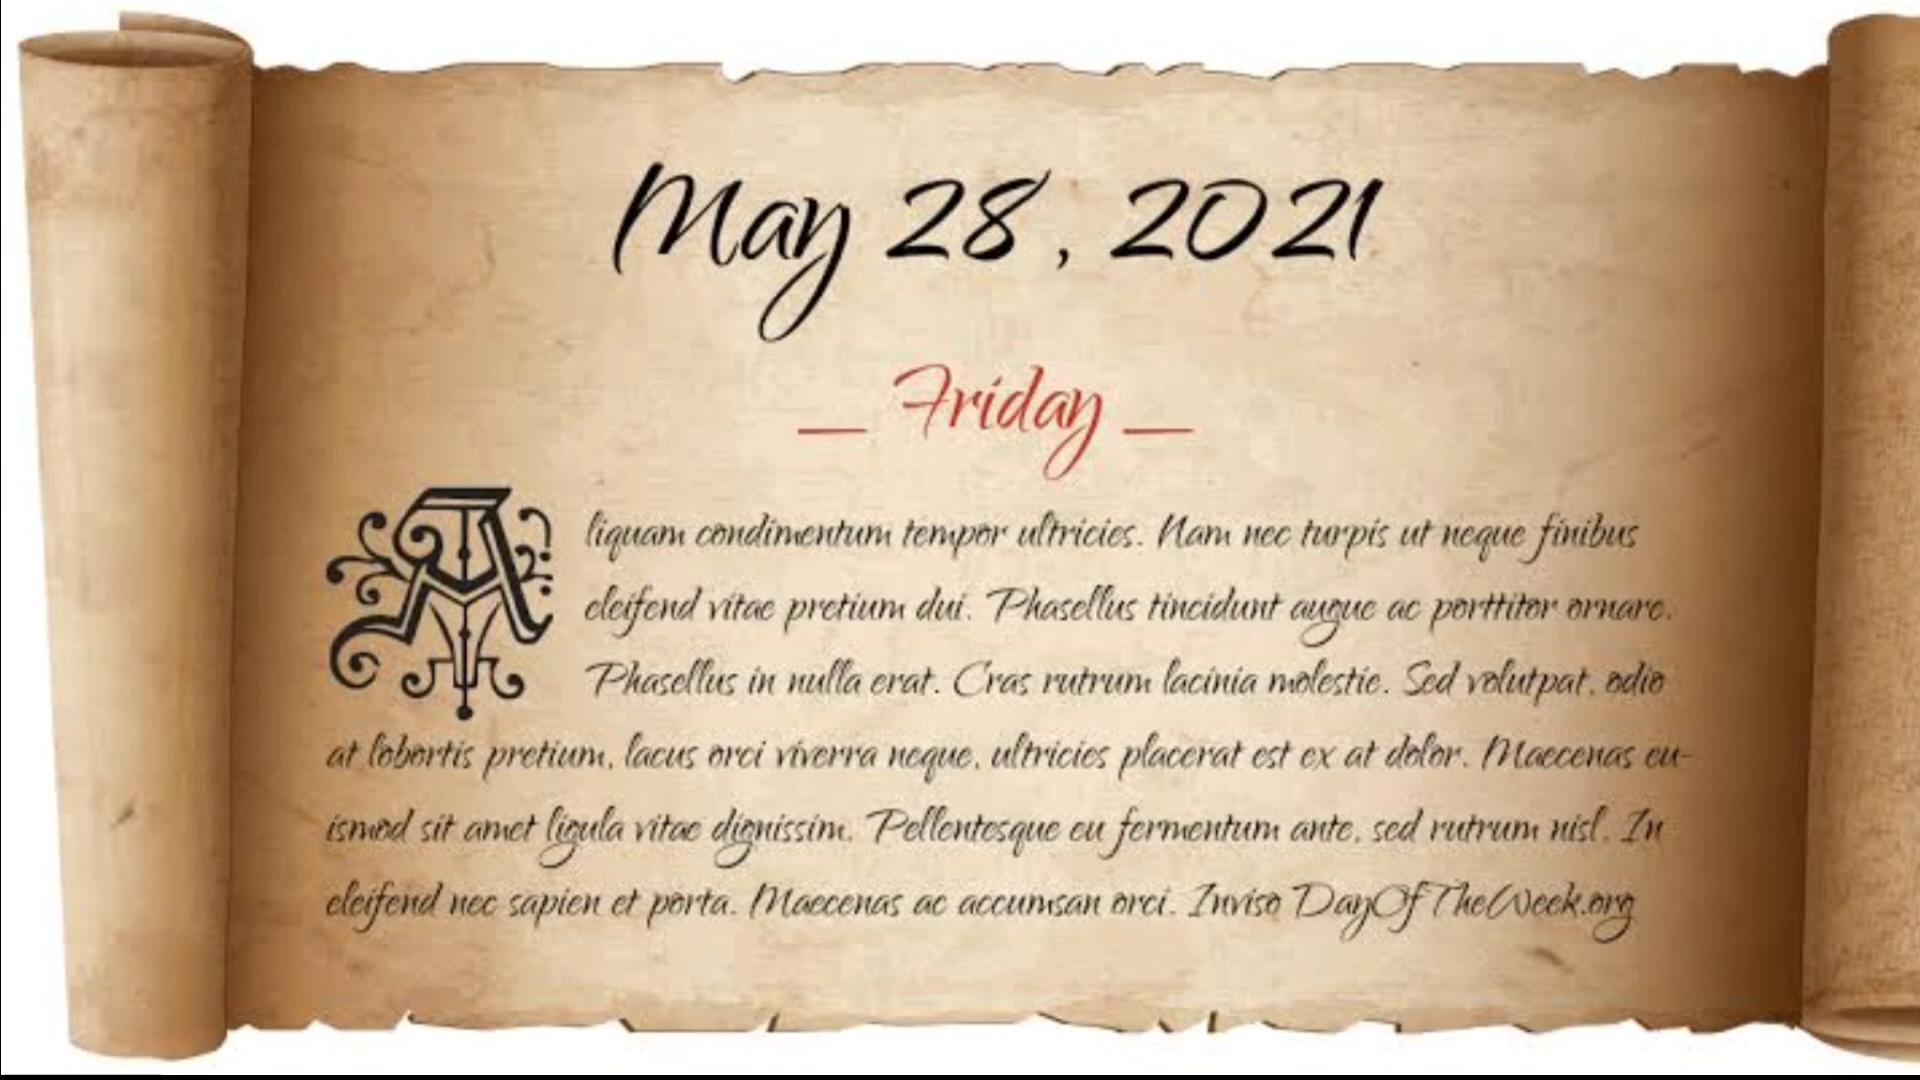 May 28, 2021
_ Friday _
Aliquam condimentum tempor ultricies. Nam nec turpis ut neque finibus
eleifend vitae pretium dui. Phasellus tincidunt augue ac porttitor ornare.
Phasellus in nulla erat. Cras rutrum lacinia molestie. Sed volutpat, odio
at lobortis pretium, lacus orci viverra neque, ultricies placerat est ex at dolor. Maecenas eu-
ismod sit amet ligula vitae dignissim. Pellentesque eu fermentum ante, sed rutrum nisl. In
eleifend nec sapien et porta. Maecenas ac accumsan orci. Inviso DayOfTheWeek.org